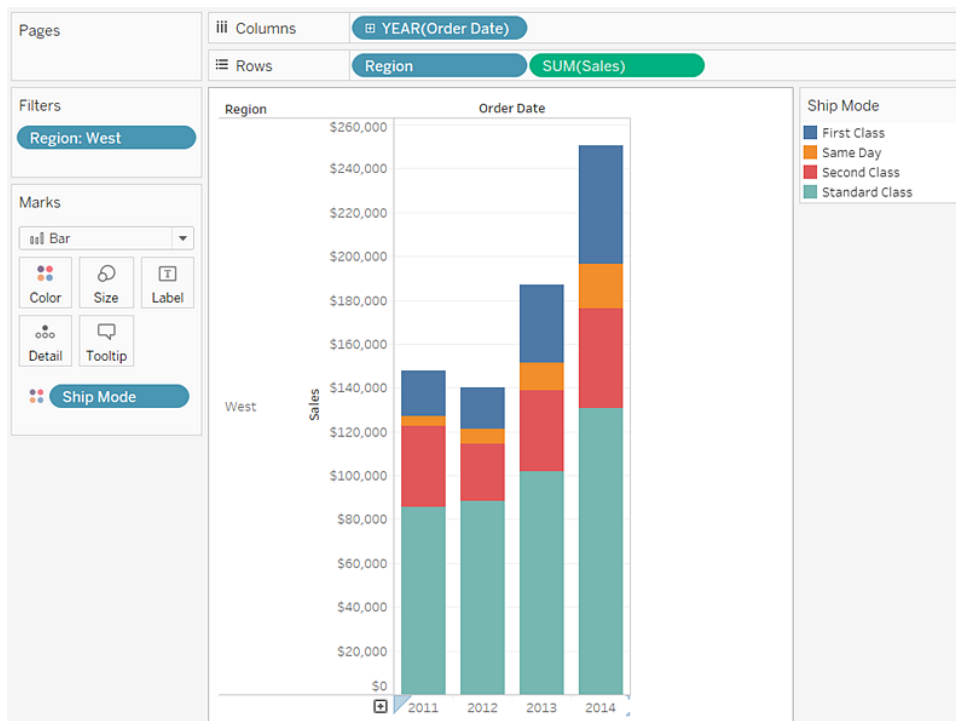 Pages
Columns
YEAR(Order Date)
Rows
Region
SUM(Sales)
Filters
Region: West
Marks
Bar
Color
Size
Label
Detail
Tooltip
Ship Mode
Region
Order Date
West
Sales
$260,000
$240,000
$220,000
$200,000
$180,000
$160,000
$140,000
$120,000
$100,000
$80,000
$60,000
$40,000
$20,000
$0
2011
2012
2013
2014
Ship Mode
First Class
Same Day
Second Class
Standard Class